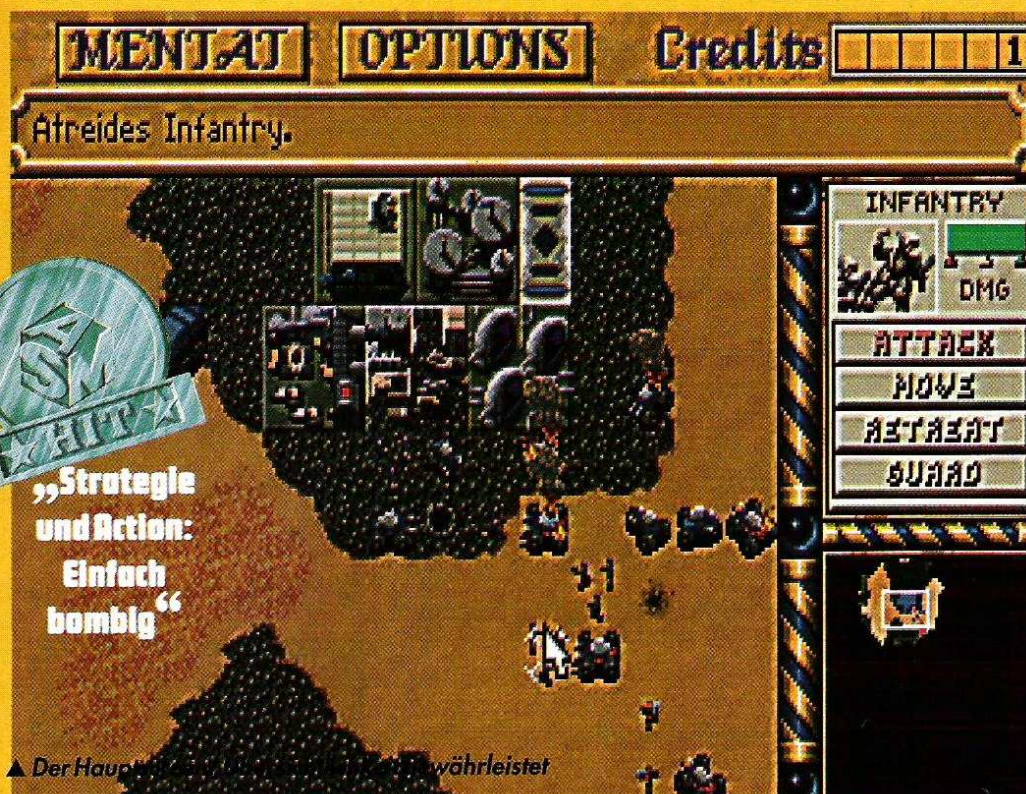 MENTAT OPTIONS Credits 1
Atreides Infantry.
INFANTRY
DMG
ATTACK
MOVE
RETREAT
GUARD
ASM
HIT
„Strategie
und Action:
Einfach
bombig“
▲ Der währleistet